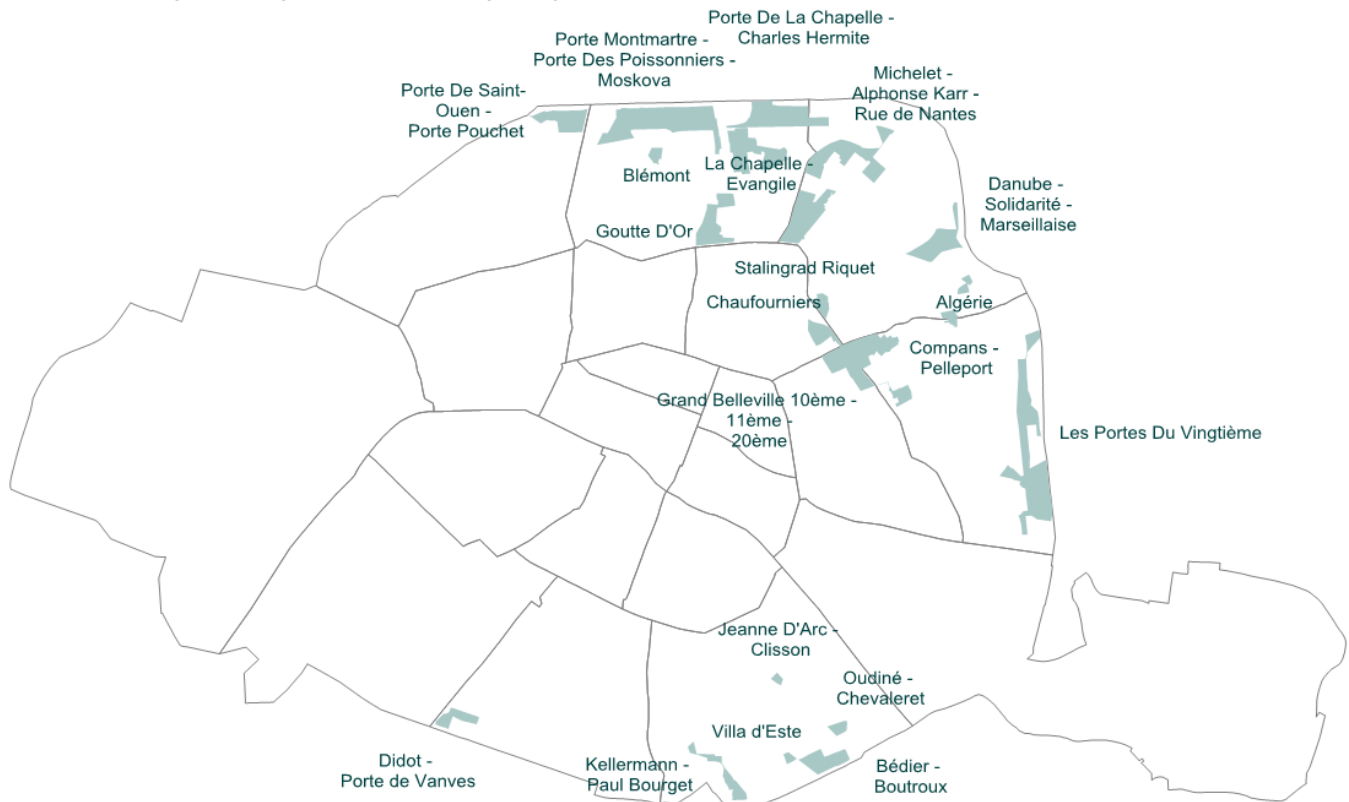 Porte De La Chapelle -
Charles Hermite
Porte Montmartre -
Porte Des Poissonniers -
Moskova
Michelet -
Alphonse Karr -
Rue de Nantes
Porte De Saint-
Ouen -
Porte Pouchet
Blémont
La Chapelle -
Evangile
Danube -
Solidarité -
Marseillaise
Goutte D'Or
Stalingrad Riquet
Chaufourniers
Algérie
Compans -
Pelleport
Grand Belleville 10ème -
11ème -
20ème
Les Portes Du Vingtième
Jeanne D'Arc -
Clisson
Oudiné -
Chevaleret
Villa d'Este
Didot -
Porte de Vanves
Kellermann -
Paul Bourget
Bédier -
Boutroux